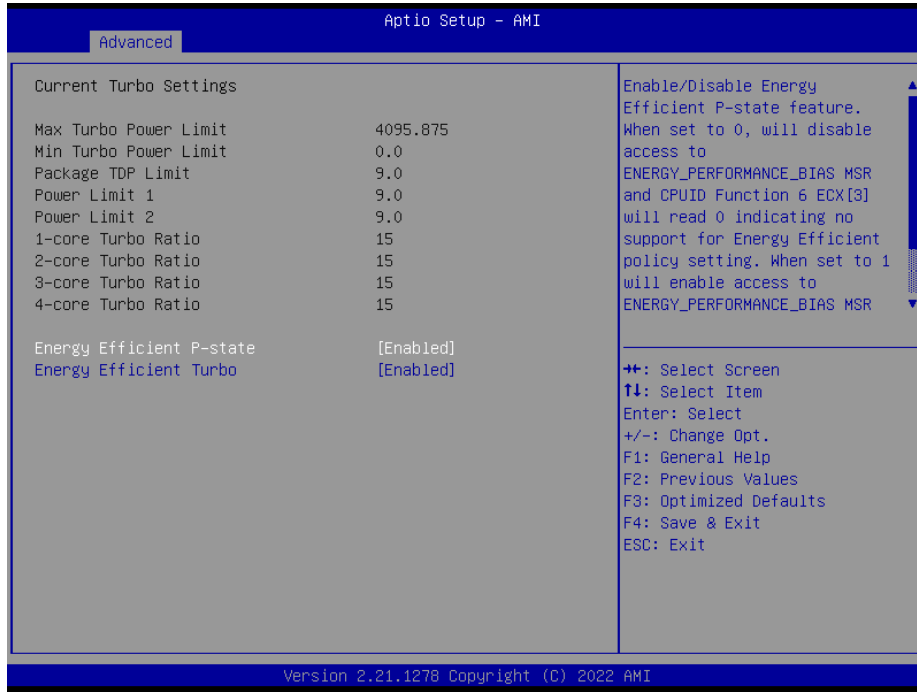 Aptio Setup - AMI
Advanced
Current Turbo Settings
Max Turbo Power Limit 4095.875
Min Turbo Power Limit 0.0
Package TDP Limit 9.0
Power Limit 1 9.0
Power Limit 2 9.0
1-core Turbo Ratio 15
2-core Turbo Ratio 15
3-core Turbo Ratio 15
4-core Turbo Ratio 15
Energy Efficient P-state [Enabled]
Energy Efficient Turbo [Enabled]
Enable/Disable Energy
Efficient P-state feature.
When set to 0, will disable
access to
ENERGY_PERFORMANCE_BIAS MSR
and CPUID Function 6 ECX[3]
will read 0 indicating no
support for Energy Efficient
policy setting. When set to 1
will enable access to
ENERGY_PERFORMANCE_BIAS MSR
→←: Select Screen
↑↓: Select Item
Enter: Select
+/-: Change Opt.
F1: General Help
F2: Previous Values
F3: Optimized Defaults
F4: Save & Exit
ESC: Exit
Version 2.21.1278 Copyright (C) 2022 AMI